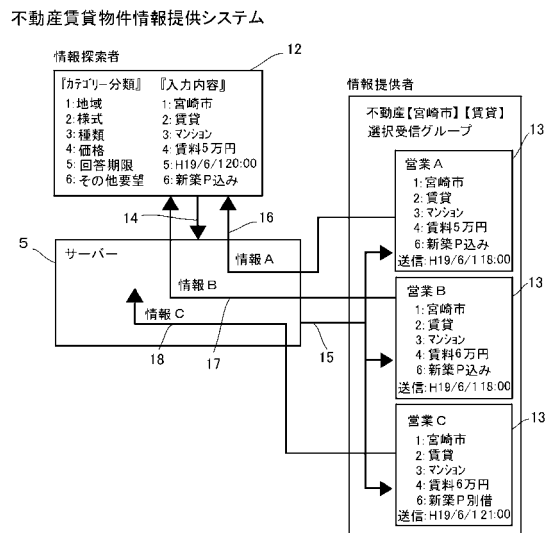 不動産賃貸物件情報提供システム
情報探索者
12
『カテゴリー分類』 『入力内容』
1:地域 1:宮崎市
2:様式 2:賃貸
3:種類 3:マンション
4:価格 4:賃料5万円
5:回答期限 5:H19/6/120:00
6:その他要望 6:新築P込み
14
16
5
サーバー
情報A
情報B
情報C
18
17
15
情報提供者
不動産【宮崎市】【賃貸】
選択受信グループ
13
営業A
1:宮崎市
2:賃貸
3:マンション
4:賃料5万円
6:新築P込み
送信:H19/6/118:00
13
営業B
1:宮崎市
2:賃貸
3:マンション
4:賃料6万円
6:新築P込み
送信:H19/6/118:00
13
営業C
1:宮崎市
2:賃貸
3:マンション
4:賃料6万円
6:新築P別借
送信:H19/6/121:00